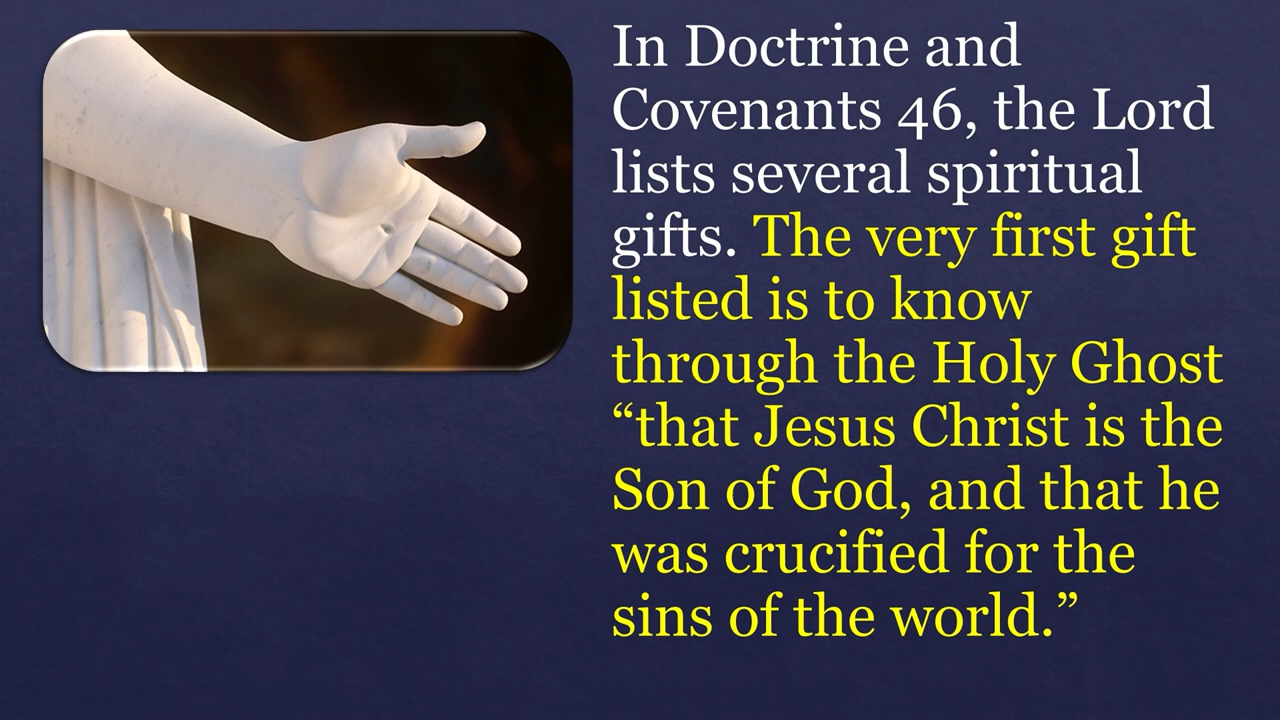 In Doctrine and
Covenants 46, the Lord
lists several spiritual
gifts. The very first gift
listed is to know
through the Holy Ghost
“that Jesus Christ is the
Son of God, and that he
was crucified for the
sins of the world.”